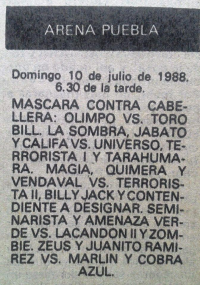 ARENA PUEBLA
Domingo 10 de julio de 1988.
6.30 de la tarde.
MASCARA CONTRA CABE-
LLERA: OLIMPO VS. TORO
BILL. LA SOMBRA, JABATO
Y CALIFA VS. UNIVERSO, TE-
RRORISTA I Y TARAHUMA-
RA. MAGIA, QUIMERA Y
VENDAVAL VS. TERRORIS-
TA II, BILLY JACK Y CONTEN-
DIENTE A DESIGNAR. SEMI-
NARISTA Y AMENAZA VER-
DE VS. LACANDON II Y ZOM-
BIE. ZEUS Y JUANITO RAMI-
REZ VS. MARLIN Y COBRA
AZUL.